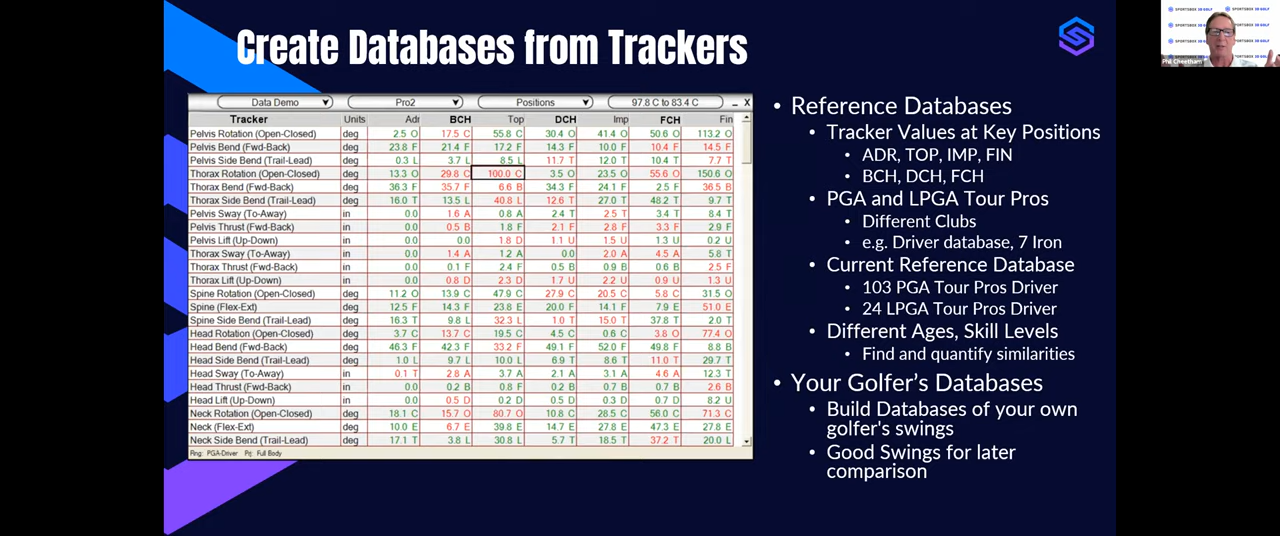 Create Databases from Trackers
SPORTSBOX 3D GOLF
Phil Cheetham
Data Demo Pro2 Positions 97.8 C to 83.4 C
Tracker Units Adr BCH Top DCH Imp FCH Fin
Pelvis Rotation (Open-Closed) deg 2.5 O 17.5 C 55.8 C 30.4 O 41.4 O 50.6 O 113.2 O
Pelvis Bend (Fwd-Back) deg 23.8 F 21.4 F 17.2 F 14.3 F 10.0 F 10.4 F 14.5 F
Pelvis Side Bend (Trail-Lead) deg 0.3 L 3.7 L 8.5 L 11.7 T 12.0 T 10.4 T 7.7 T
Thorax Rotation (Open-Closed) deg 13.3 O 29.8 C 100.0 C 3.5 O 23.5 O 55.6 O 150.6 O
Thorax Bend (Fwd-Back) deg 36.3 F 35.7 F 6.6 B 34.3 F 24.1 F 2.5 F 36.5 B
Thorax Side Bend (Trail-Lead) deg 16.0 T 13.5 L 40.8 L 12.6 T 27.0 T 48.2 T 9.7 T
Pelvis Sway (To-Away) in 0.0 1.6 A 0.8 A 2.4 T 2.5 T 3.4 T 8.4 T
Pelvis Thrust (Fwd-Back) in 0.0 0.5 B 1.8 F 2.1 F 2.8 F 3.3 F 2.9 F
Pelvis Lift (Up-Down) in 0.0 0.0 1.8 D 1.1 U 1.5 U 1.3 U 0.2 U
Thorax Sway (To-Away) in 0.0 1.4 A 1.2 A 0.0 2.0 A 4.5 A 5.8 T
Thorax Thrust (Fwd-Back) in 0.0 0.1 F 2.4 F 0.5 B 0.9 B 0.6 B 2.5 F
Thorax Lift (Up-Down) in 0.0 0.8 D 2.3 D 1.7 U 2.2 U 0.9 U 1.3 U
Spine Rotation (Open-Closed) deg 11.2 O 13.9 C 47.9 C 27.9 C 20.5 C 5.8 C 31.5 O
Spine (Flex-Ext) deg 12.5 F 14.3 F 23.8 E 20.0 F 14.1 F 7.9 E 51.0 E
Spine Side Bend (Trail-Lead) deg 16.3 T 9.8 L 32.3 L 1.0 T 15.0 T 37.8 T 2.0 T
Head Rotation (Open-Closed) deg 3.7 C 13.7 C 19.5 C 4.5 C 0.6 C 3.8 O 77.4 O
Head Bend (Fwd-Back) deg 46.3 F 42.3 F 33.2 F 49.1 F 52.0 F 49.8 F 8.8 B
Head Side Bend (Trail-Lead) deg 1.0 L 9.7 L 10.0 L 6.9 T 8.6 T 11.0 T 29.7 T
Head Sway (To-Away) in 0.1 T 2.8 A 3.7 A 2.1 A 3.1 A 4.6 A 12.3 T
Head Thrust (Fwd-Back) in 0.0 0.2 B 0.8 F 0.2 B 0.7 B 0.7 B 2.6 B
Head Lift (Up-Down) in 0.0 0.5 D 0.2 D 0.5 D 0.3 D 0.7 D 8.2 U
Neck Rotation (Open-Closed) deg 18.1 C 15.7 O 80.7 O 10.8 C 28.5 C 56.0 C 71.3 C
Neck (Flex-Ext) deg 10.0 E 6.7 E 39.8 E 14.7 E 27.8 E 47.3 E 27.8 E
Neck Side Bend (Trail-Lead) deg 17.1 T 3.8 L 30.8 L 5.7 T 18.5 T 37.2 T 20.0 L
Rng: PGA-Driver Prj: Full Body
• Reference Databases
• Tracker Values at Key Positions
• ADR, TOP, IMP, FIN
• BCH, DCH, FCH
• PGA and LPGA Tour Pros
• Different Clubs
• e.g. Driver database, 7 Iron
• Current Reference Database
• 103 PGA Tour Pros Driver
• 24 LPGA Tour Pros Driver
• Different Ages, Skill Levels
• Find and quantify similarities
• Your Golfer's Databases
• Build Databases of your own
golfer's swings
• Good Swings for later
comparison